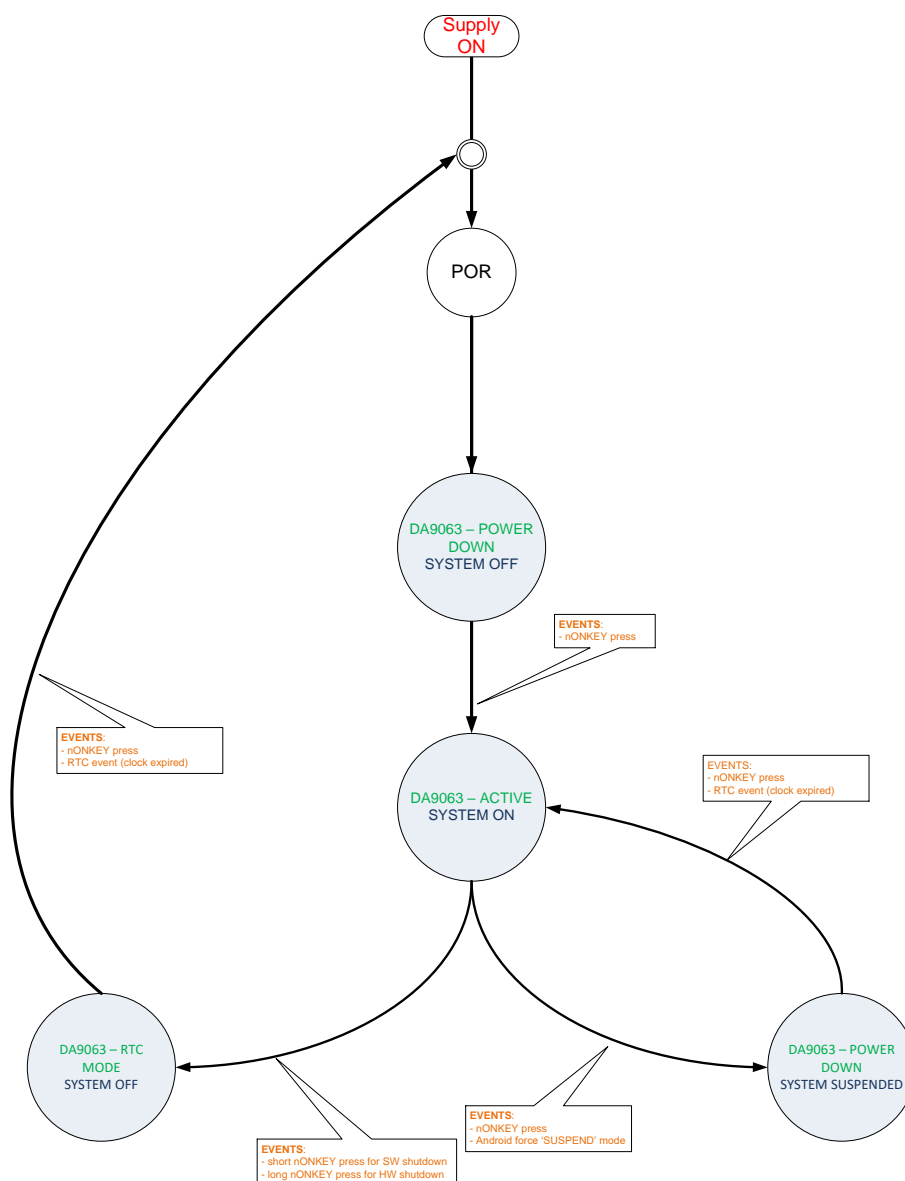 Supply
ON
POR
DA9063 – POWER
DOWN
SYSTEM OFF
EVENTS:
- nONKEY press
EVENTS:
- nONKEY press
- RTC event (clock expired)
DA9063 – ACTIVE
SYSTEM ON
EVENTS:
- nONKEY press
- RTC event (clock expired)
DA9063 – RTC
MODE
SYSTEM OFF
DA9063 – POWER
DOWN
SYSTEM SUSPENDED
EVENTS:
- nONKEY press
- Android force ‘SUSPEND’ mode
EVENTS:
- short nONKEY press for SW shutdown
- long nONKEY press for HW shutdown